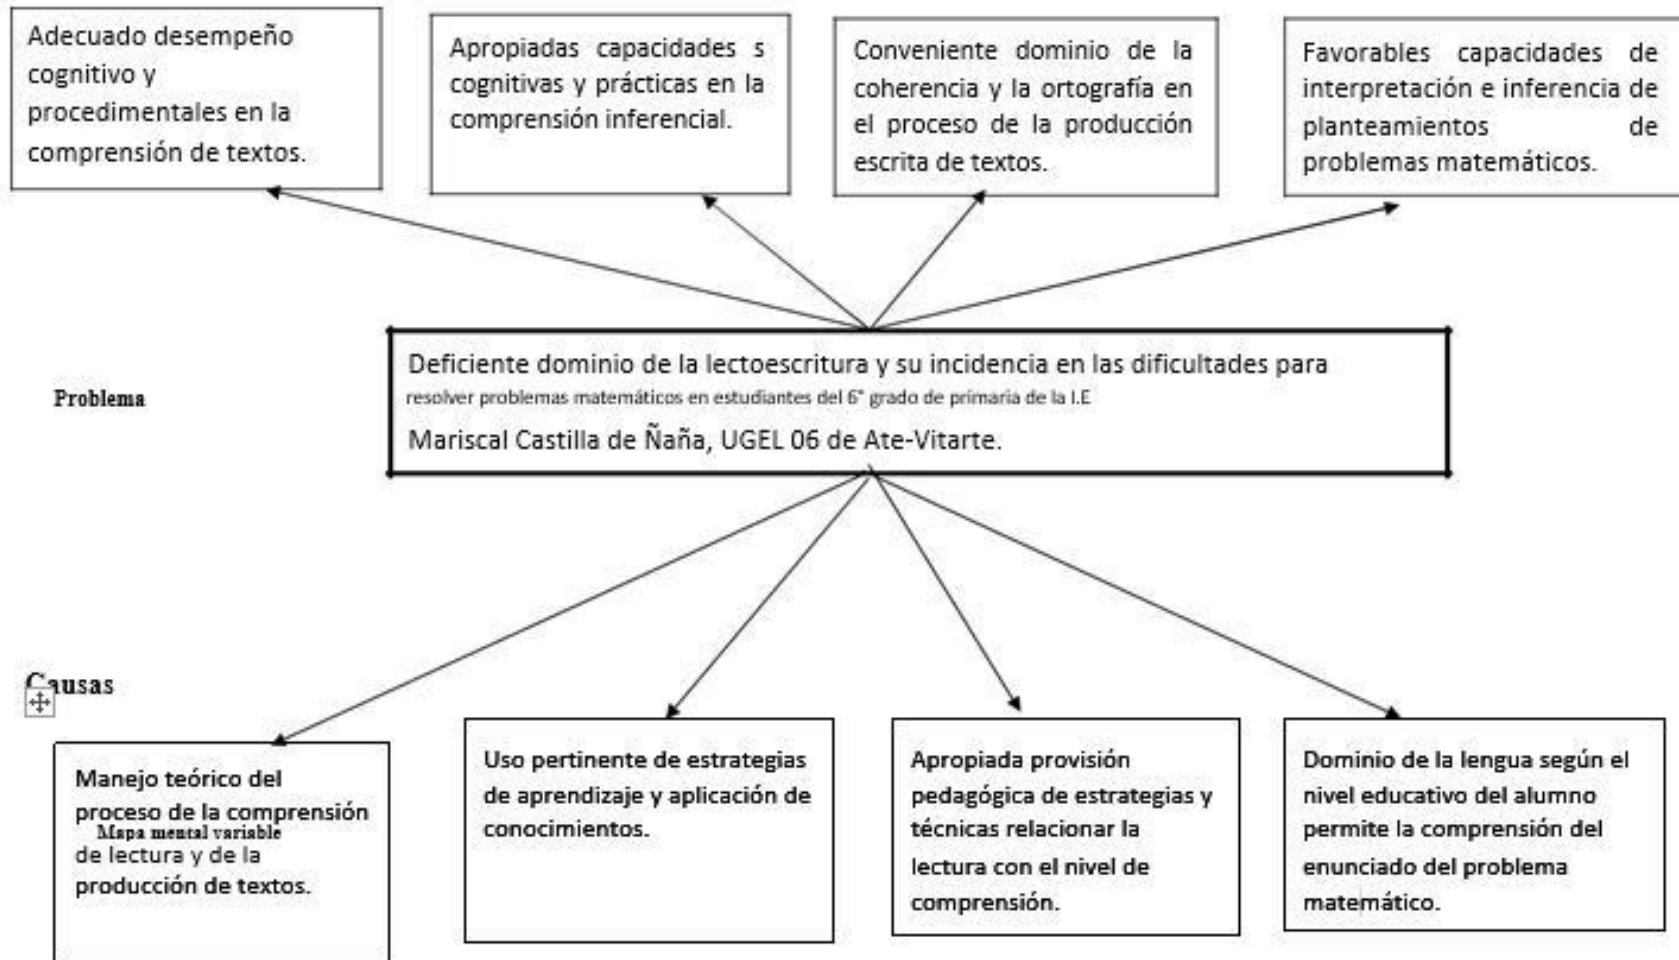 Adecuado desempeño
cognitivo y
procedimentales en la
comprensión de textos.
Apropiadas capacidades s
cognitivas y prácticas en la
comprensión inferencial.
Conveniente dominio de la
coherencia y la ortografía en
el proceso de la producción
escrita de textos.
Favorables capacidades de
interpretación e inferencia de
planteamientos de
problemas matemáticos.
Problema
Deficiente dominio de la lectoescritura y su incidencia en las dificultades para
resolver problemas matemáticos en estudiantes del 6° grado de primaria de la I.E
Mariscal Castilla de Ñaña, UGEL 06 de Ate-Vitarte.
Causas
Manejo teórico del
proceso de la comprensión
Mapa mental variable
de lectura y de la
producción de textos.
Uso pertinente de estrategias
de aprendizaje y aplicación de
conocimientos.
Apropiada provisión
pedagógica de estrategias y
técnicas relacionar la
lectura con el nivel de
comprensión.
Dominio de la lengua según el
nivel educativo del alumno
permite la comprensión del
enunciado del problema
matemático.